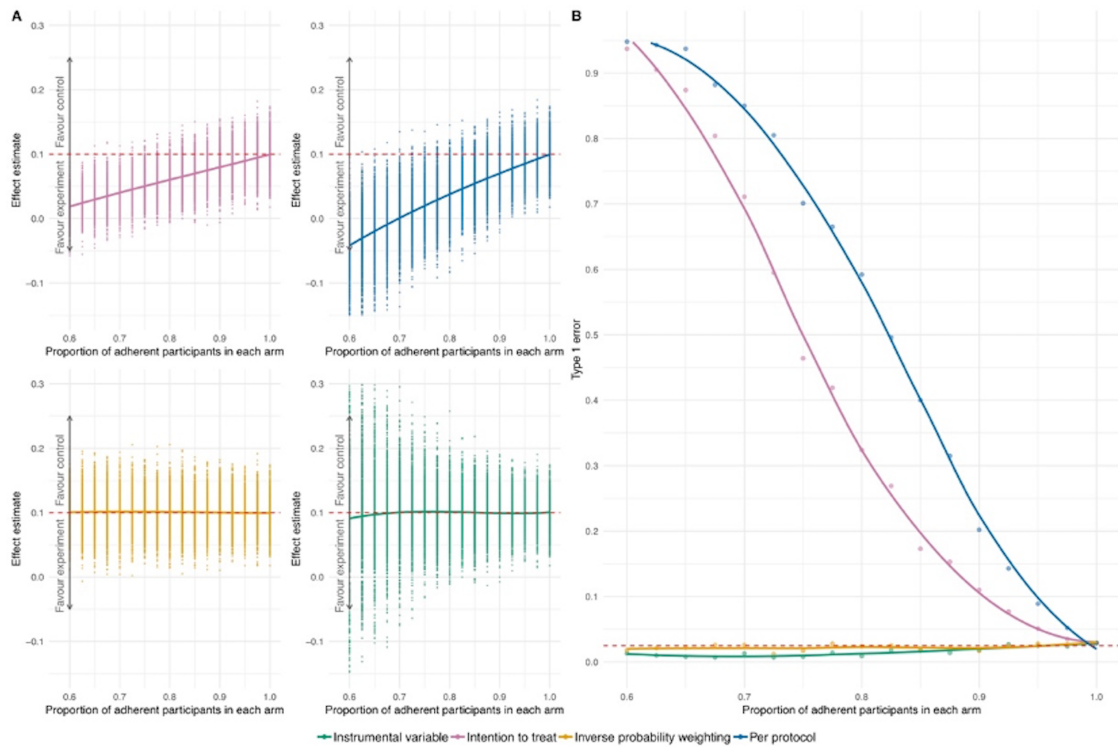 A
B
0.3
0.2
0.1
0.0
−0.1
Effect estimate
Favour experiment
Favour control
0.6
0.7
0.8
0.9
1.0
Proportion of adherent participants in each arm
0.3
0.2
0.1
0.0
−0.1
Effect estimate
Favour experiment
Favour control
0.6
0.7
0.8
0.9
1.0
Proportion of adherent participants in each arm
0.3
0.2
0.1
0.0
−0.1
Effect estimate
Favour experiment
Favour control
0.6
0.7
0.8
0.9
1.0
Proportion of adherent participants in each arm
0.3
0.2
0.1
0.0
−0.1
Effect estimate
Favour experiment
Favour control
0.6
0.7
0.8
0.9
1.0
Proportion of adherent participants in each arm
0.9
0.8
0.7
0.6
0.5
0.4
0.3
0.2
0.1
0.0
Type 1 error
0.6
0.7
0.8
0.9
1.0
Proportion of adherent participants in each arm
Instrumental variable
Intention to treat
Inverse probability weighting
Per protocol